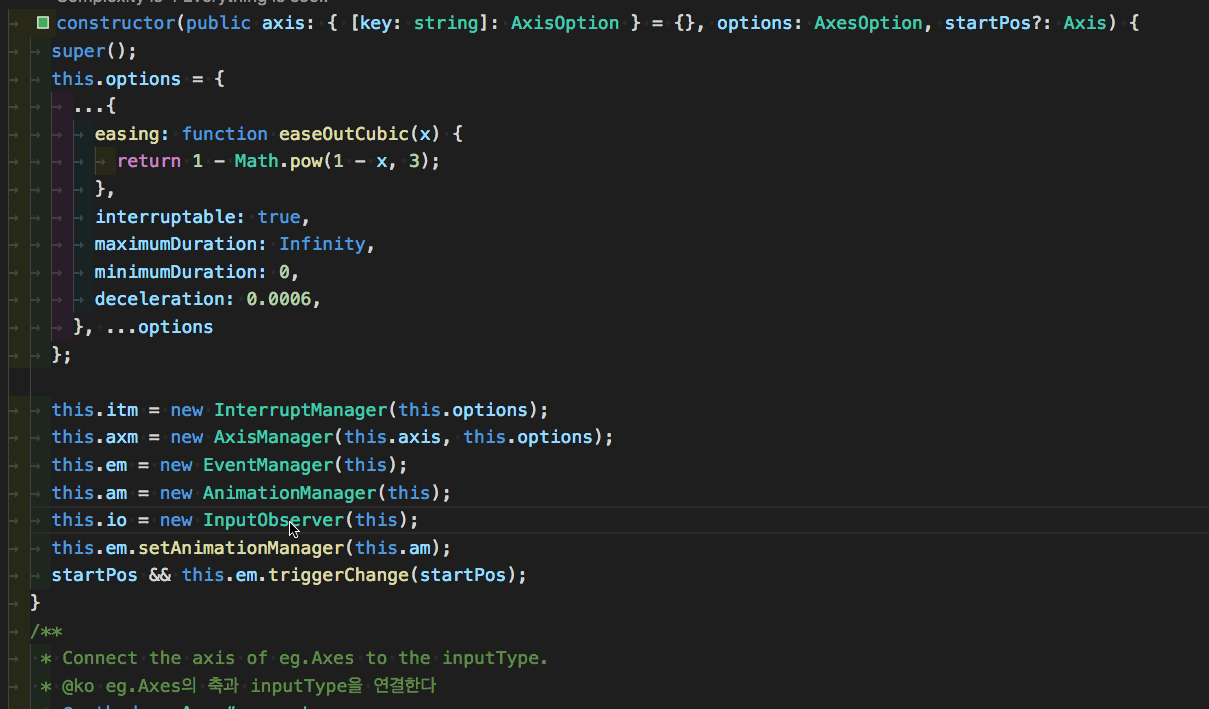 Complexity is 4 Everything is cool!
constructor(public axis: { [key: string]: AxisOption } = {}, options: AxesOption, startPos?: Axis) {
super();
this.options = {
...{
easing: function easeOutCubic(x) {
return 1 - Math.pow(1 - x, 3);
},
interruptable: true,
maximumDuration: Infinity,
minimumDuration: 0,
deceleration: 0.0006,
}, ...options
};
this.itm = new InterruptManager(this.options);
this.axm = new AxisManager(this.axis, this.options);
this.em = new EventManager(this);
this.am = new AnimationManager(this);
this.io = new InputObserver(this);
this.em.setAnimationManager(this.am);
startPos && this.em.triggerChange(startPos);
}
/**
* Connect the axis of eg.Axes to the inputType.
* @ko eg.Axes의 축과 inputType을 연결한다